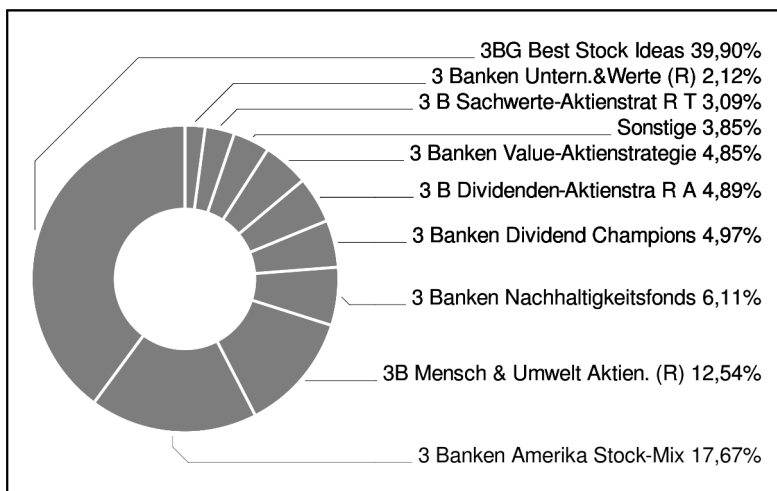 3BG Best Stock Ideas 39,90%
3 Banken Untern.&Werte (R) 2,12%
3 B Sachwerte-Aktienstrat R T 3,09%
Sonstige 3,85%
3 Banken Value-Aktienstrategie 4,85%
3 B Dividenden-Aktienstra R A 4,89%
3 Banken Dividend Champions 4,97%
3 Banken Nachhaltigkeitsfonds 6,11%
3B Mensch & Umwelt Aktien. (R) 12,54%
3 Banken Amerika Stock-Mix 17,67%